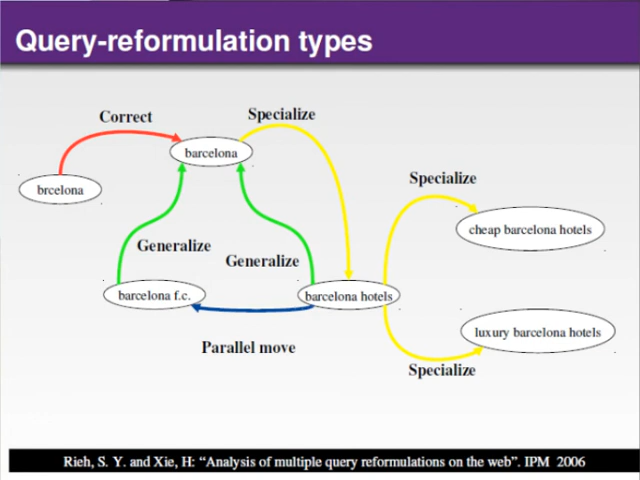 Query-reformulation types
Correct
Specialize
barcelona
brcelona
Specialize
cheap barcelona hotels
Generalize
Generalize
barcelona f.c.
barcelona hotels
luxury barcelona hotels
Parallel move
Specialize
Rieh, S. Y. and Xie, H: “Analysis of multiple query reformulations on the web”. IPM 2006